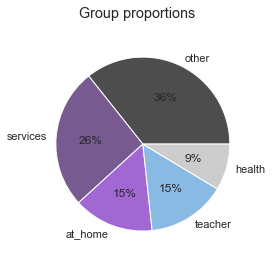 Group proportions
other
36%
services
26%
9%
health
15%
15%
at_home
teacher